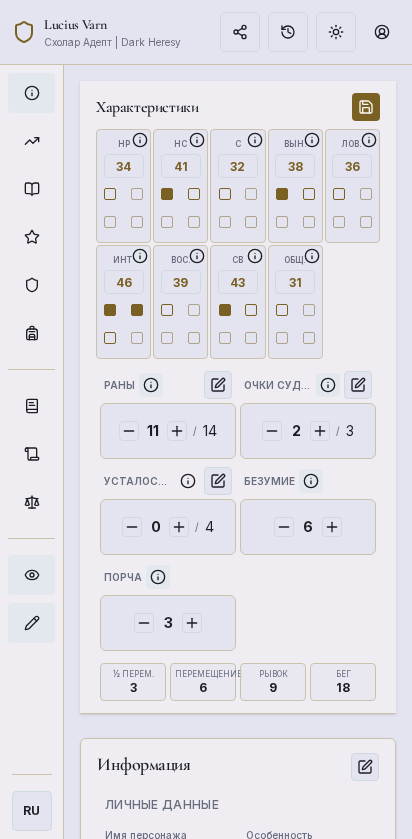 Lucius Varn
Схолар Адепт | Dark Heresy
Характеристики
НР НС С ВЫН. ЛОВ.
34 41 32 38 36
ИНТ ВОС СВ ОБЩ.
46 39 43 31
РАНЫ ОЧКИ СУД...
11 / 14 2 / 3
УСТАЛОС... БЕЗУМИЕ
0 / 4 6
ПОРЧА
3
½ ПЕРЕМ. ПЕРЕМЕЩЕНИЕ РЫВОК БЕГ
3 6 9 18
Информация
ЛИЧНЫЕ ДАННЫЕ
RU
Имя персонажа Особенность